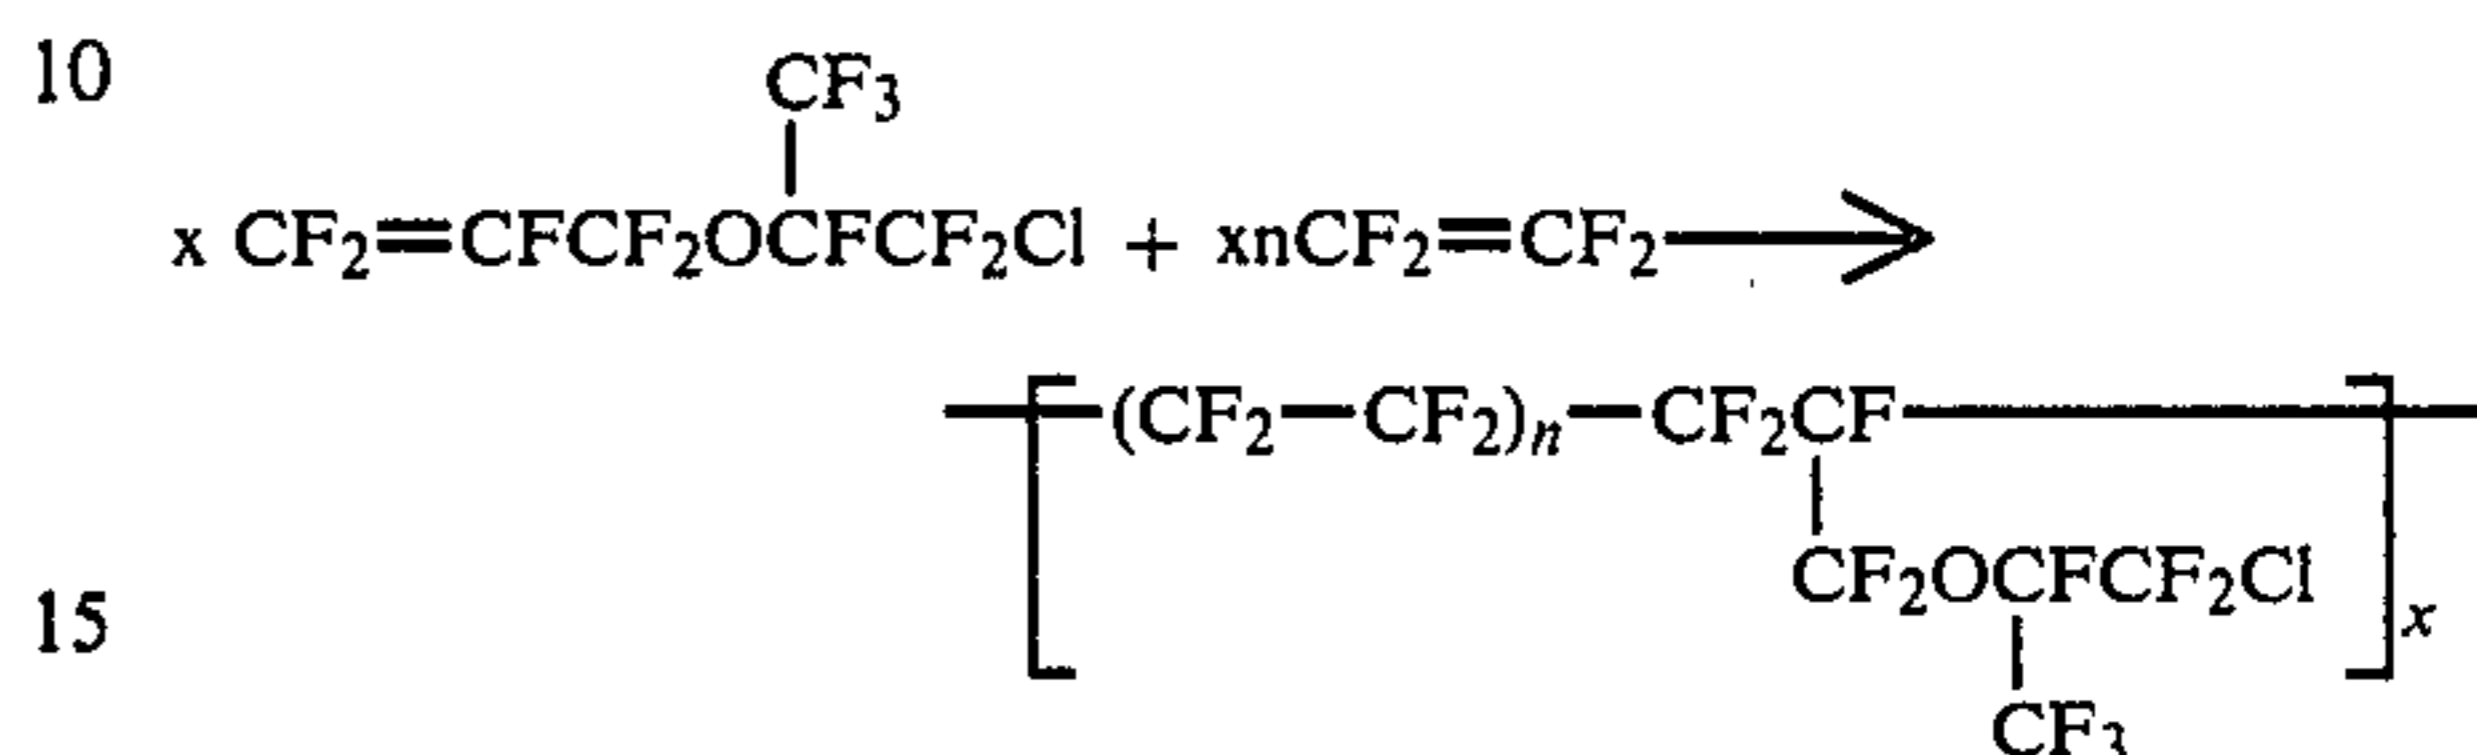 10
CF3
x CF2=CFCF2OCFCF2Cl + xnCF2=CF2
(CF2—CF2)n—CF2CF
CF2OCFCF2Cl
15
x
CF3